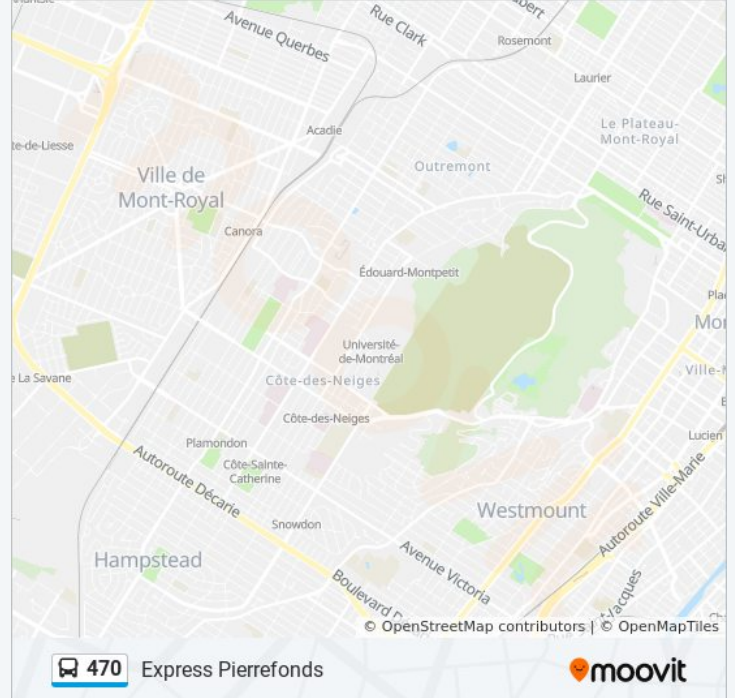 Avenue Querbes
Rue Clark
Rosemont
Laurier
Acadie
Le Plateau-
Mont-Royal
Outremont
Ville de
Mont-Royal
Rue Saint-Urba
Canora
Édouard-Montpetit
Université-
de-Montréal
La Savane
Côte-des-Neiges
Ville-
Côte-des-Neiges
Lucien
Plamondon
Autoroute Décarie
Côte-Sainte-
Catherine
Autoroute Ville-Marie
Westmount
Snowdon
Hampstead
Avenue Victoria
Boulevard D
© OpenStreetMap contributors | © OpenMapTiles
470 Express Pierrefonds
moovit